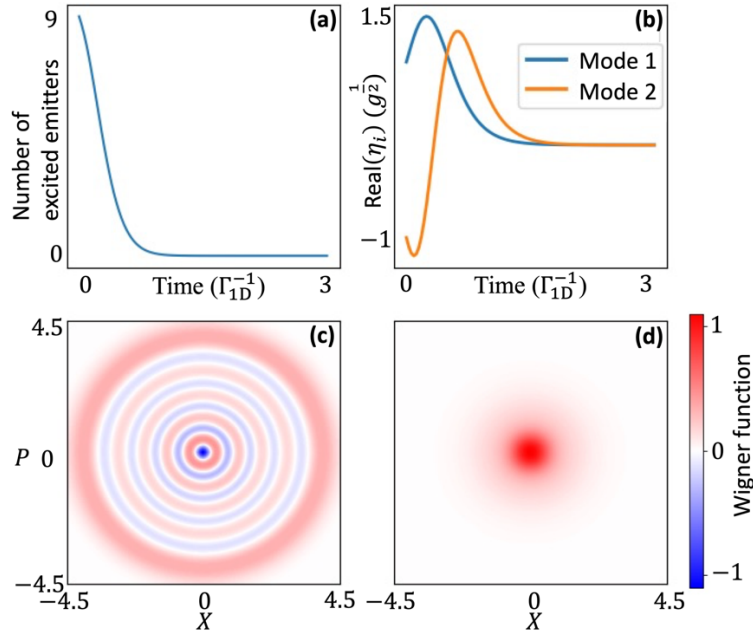 (a)
9
0
Number of
excited emitters
0
Time (Γ₁D⁻¹)
3
(b)
1.5
−1
Real(ηᵢ) (g^½)
Mode 1
Mode 2
0
Time (Γ₁D⁻¹)
3
(c)
4.5
P 0
−4.5
−4.5
0
4.5
X
(d)
−4.5
0
4.5
X
1
0
−1
Wigner function